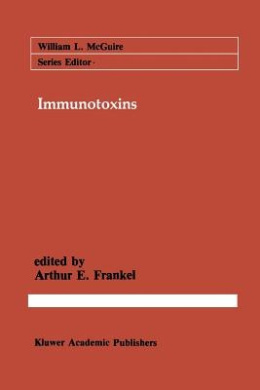 William L. McGuire
Series Editor
Immunotoxins
edited by
Arthur E. Frankel
Kluwer Academic Publishers